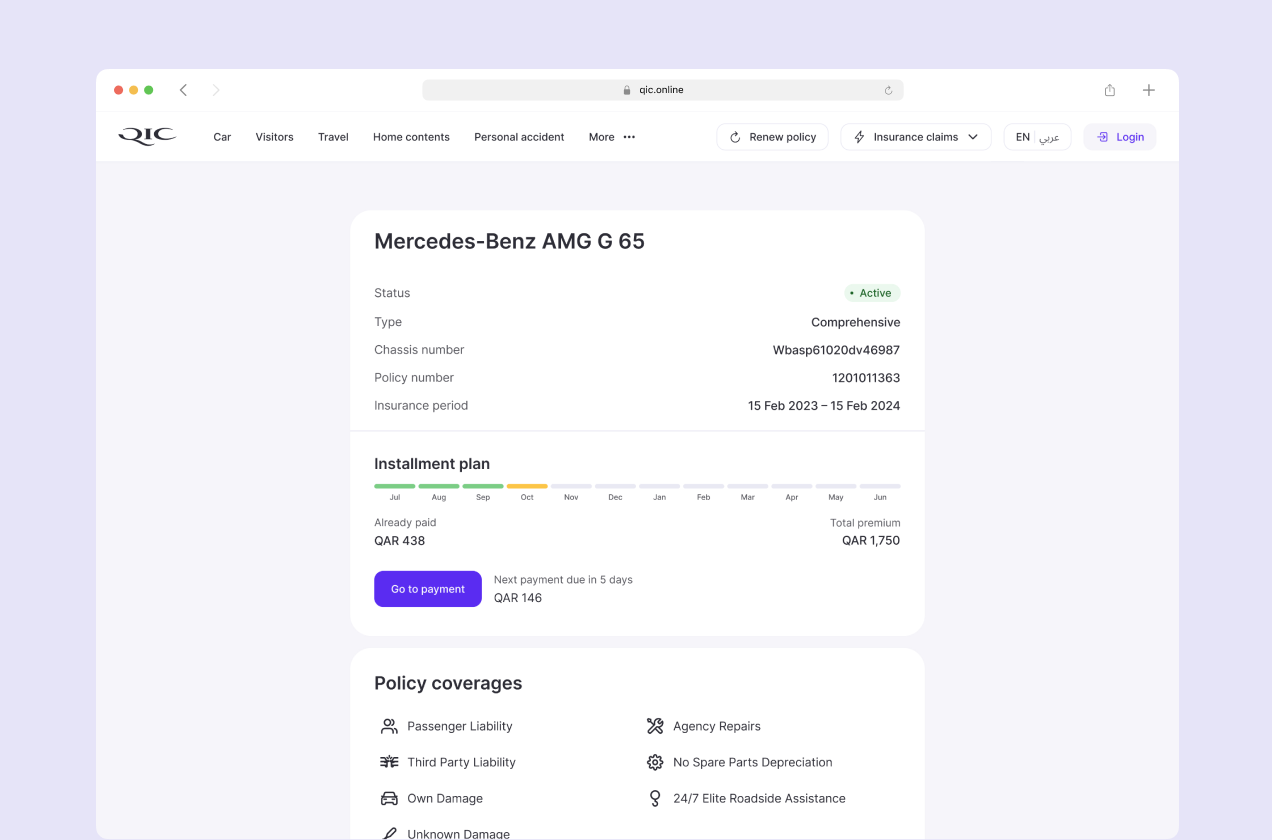 qic.online
QIC
Car Visitors Travel Home contents Personal accident More ••• Renew policy Insurance claims EN عربي Login
Mercedes-Benz AMG G 65
Status • Active
Type Comprehensive
Chassis number Wbasp61020dv46987
Policy number 1201011363
Insurance period 15 Feb 2023 – 15 Feb 2024
Installment plan
Jul Aug Sep Oct Nov Dec Jan Feb Mar Apr May Jun
Already paid Total premium
QAR 438 QAR 1,750
Go to payment
Next payment due in 5 days
QAR 146
Policy coverages
Passenger Liability Agency Repairs
Third Party Liability No Spare Parts Depreciation
Own Damage 24/7 Elite Roadside Assistance
Unknown Damage